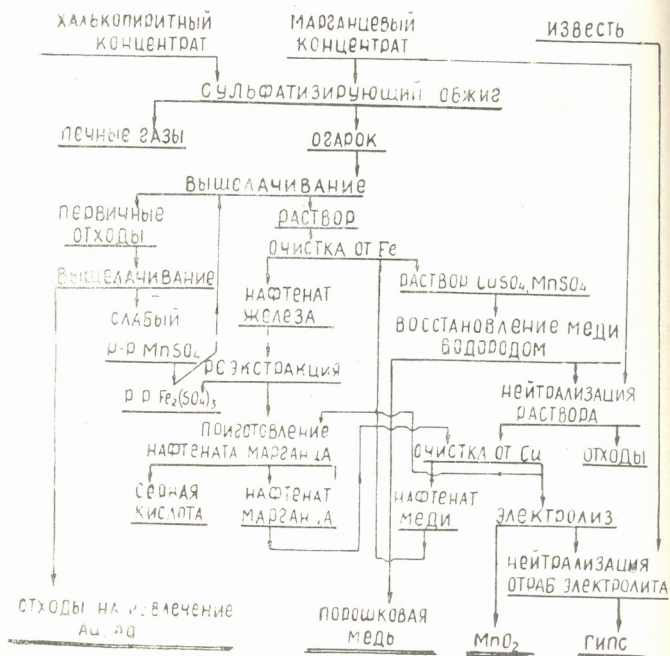 ХАЛЬКОПИРИТНЫЙ
КОНЦЕНТРАТ
МАРГАНЦЕВЫЙ
КОНЦЕНТРАТ
ИЗВЕСТЬ
СУЛЬФАТИЗИРУЮЩИЙ ОБЖИГ
ПЕЧНЫЕ ГАЗЫ
ОГАРОК
ВЫЩЕЛАЧИВАНИЕ
ПЕРВИЧНЫЕ
ОТХОДЫ
РАСТВОР
ОЧИСТКА ОТ Fe
ВЫЩЕЛАЧИВАНИЕ
НАФТЕНАТ
ЖЕЛЕЗА
РАСТВОР CuSO4, MnSO4
СЛАБЫЙ
Р-Р MnSO4
ВОССТАНОВЛЕНИЕ МЕДИ
ВОДОРОДОМ
РЕЭКСТРАКЦИЯ
Р-Р Fe2(SO4)3
НЕЙТРАЛИЗАЦИЯ
РАСТВОРА
ПРИГОТОВЛЕНИЕ
НАФТЕНАТА МАРГАНЦА
ОЧИСТКА ОТ Cu
ОТХОДЫ
СЕРНАЯ
КИСЛОТА
НАФТЕНАТ
МАРГАНЦА
НАФТЕНАТ
МЕДИ
ЭЛЕКТРОЛИЗ
НЕЙТРАЛИЗАЦИЯ
ОТРАБ ЭЛЕКТРОЛИТА
ОТХОДЫ НА ИЗВЛЕЧЕНИЕ
Au, Ag
ПОРОШКОВАЯ
МЕДЬ
MnO2
ГИПС